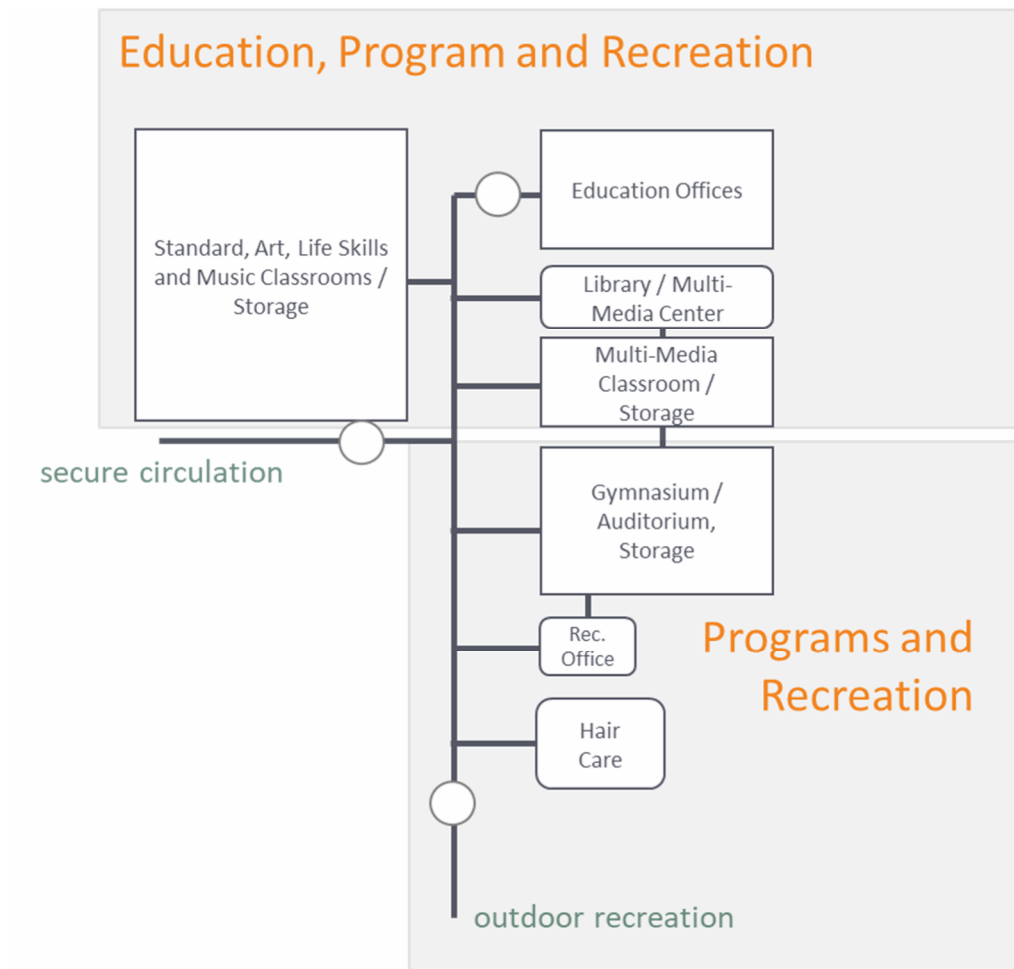 Education, Program and Recreation
Education Offices
Standard, Art, Life Skills
and Music Classrooms /
Storage
Library / Multi-
Media Center
Multi-Media
Classroom /
Storage
secure circulation
Gymnasium /
Auditorium,
Storage
Rec.
Office
Programs and
Recreation
Hair
Care
outdoor recreation